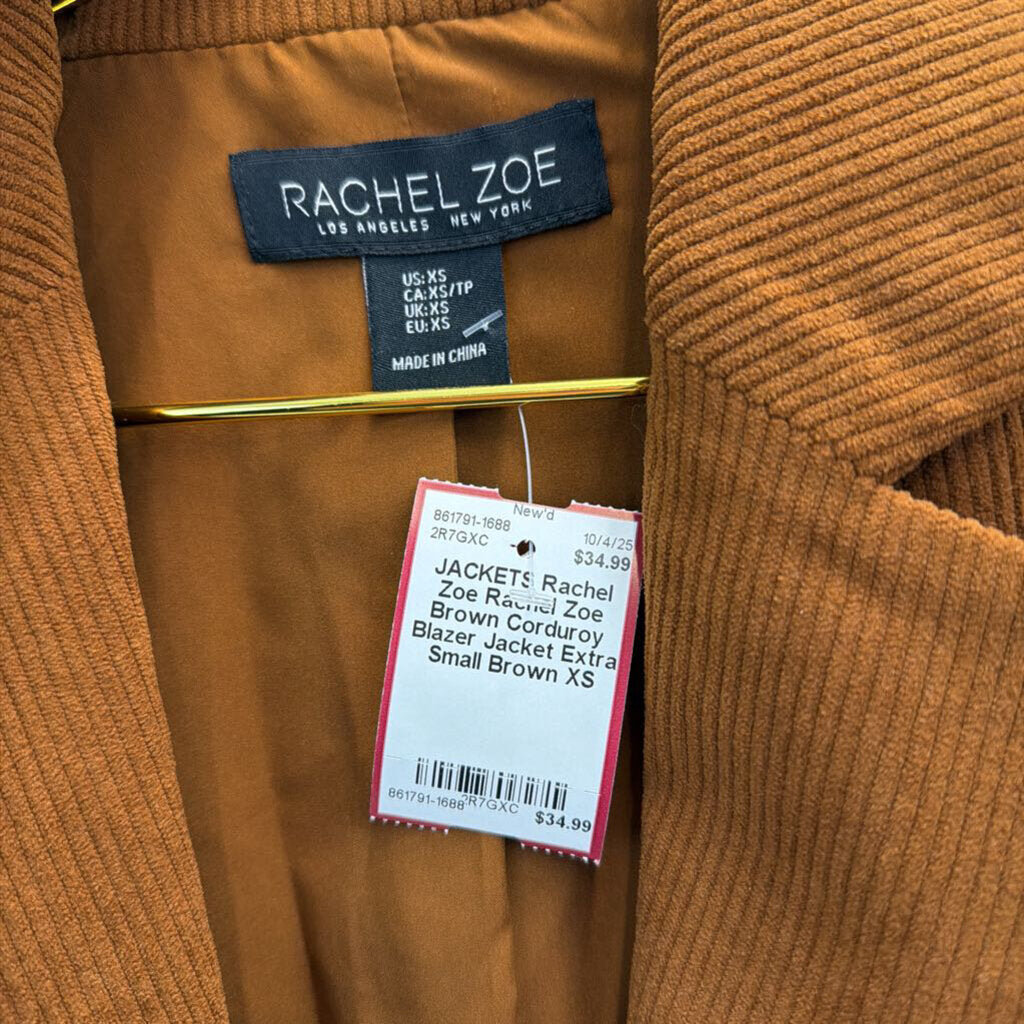 RACHEL ZOE
LOS ANGELES NEW YORK
US:XS
CA:XS/TP
UK:XS
EU:XS
MADE IN CHINA
New'd
861791-1688
2R7GXC
10/4/25
$34.99
JACKETS Rachel
Zoe Rachel Zoe
Brown Corduroy
Blazer Jacket Extra
Small Brown XS
861791-1688
2R7GXC
$34.99